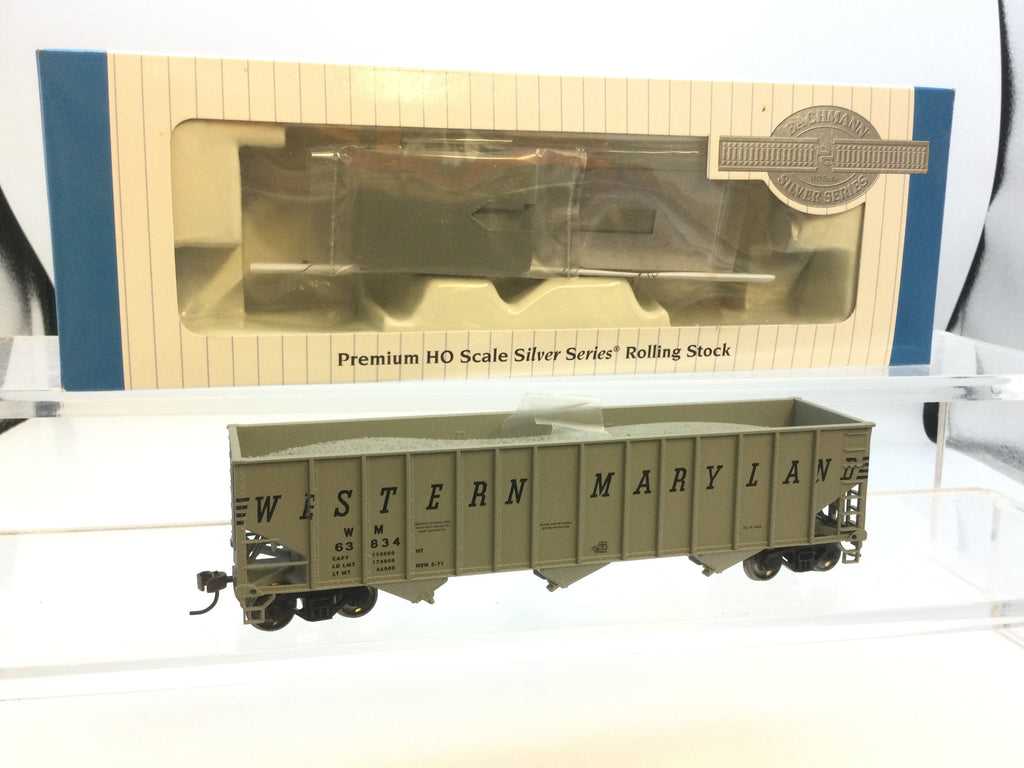 BACHMANN
SILVER SERIES
Premium HO Scale Silver Series® Rolling Stock
WESTERN MARYLAND
W M
63834
CAPY 154000
LD LMT 174000
LT WT 46000
HT
NEW 5-71